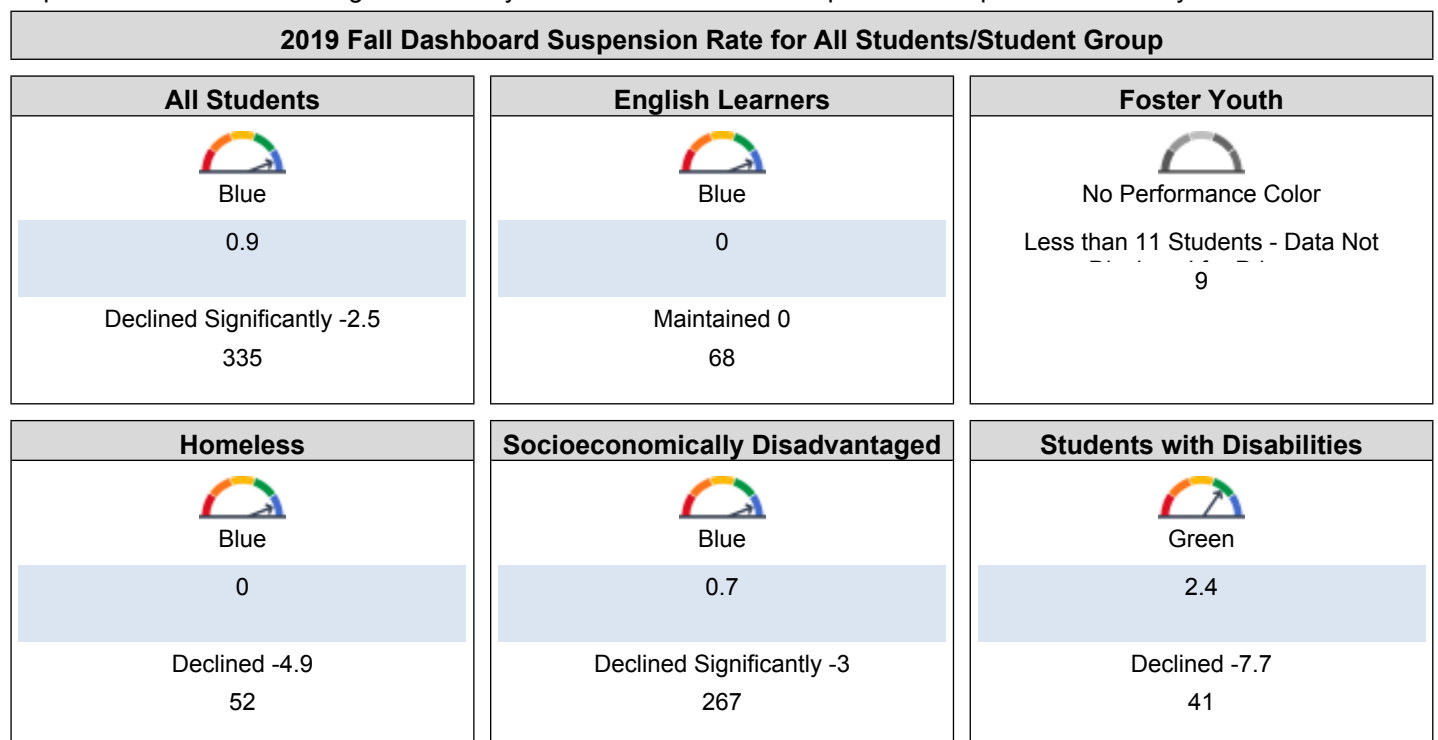 2019 Fall Dashboard Suspension Rate for All Students/Student Group
All Students
Blue
0.9
Declined Significantly -2.5
335
English Learners
Blue
0
Maintained 0
68
Foster Youth
No Performance Color
Less than 11 Students - Data Not
9
Homeless
Blue
0
Declined -4.9
52
Socioeconomically Disadvantaged
Blue
0.7
Declined Significantly -3
267
Students with Disabilities
Green
2.4
Declined -7.7
41